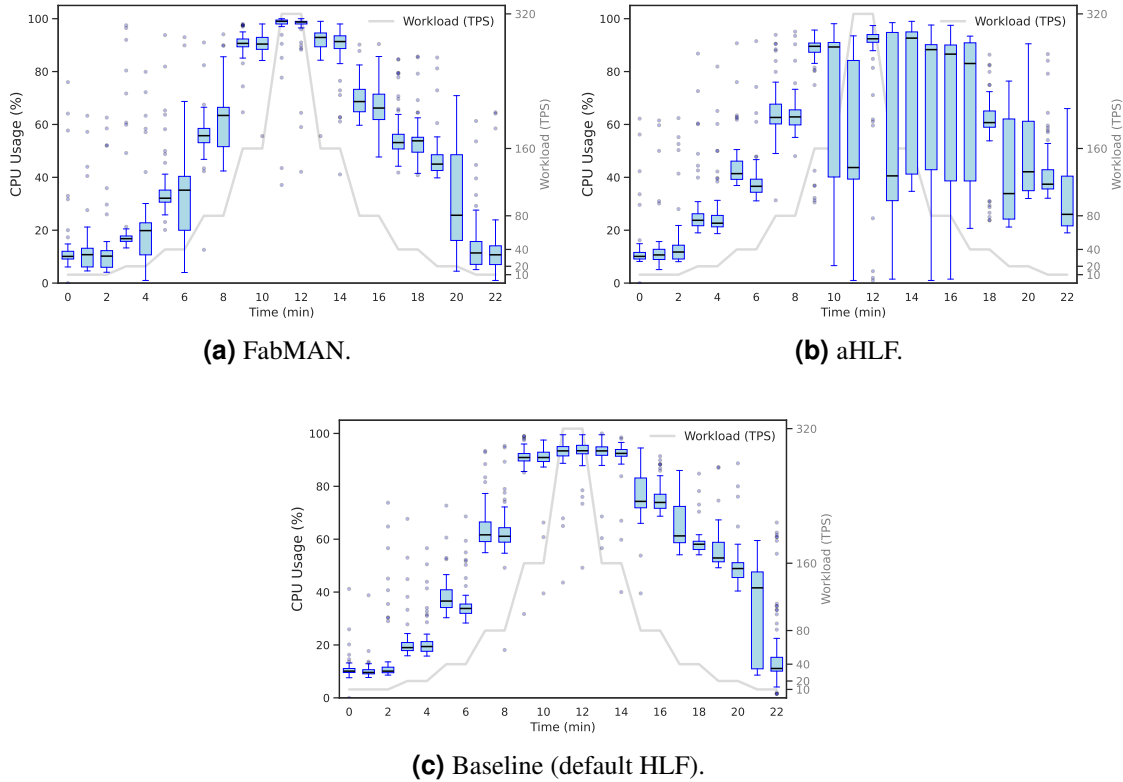 Workload (TPS)
CPU Usage (%)
100
80
60
40
20
0
320
160
80
40
20
10
Workload (TPS)
0 2 4 6 8 10 12 14 16 18 20 22
Time (min)
(a) FabMAN.
Workload (TPS)
CPU Usage (%)
100
80
60
40
20
0
320
160
80
40
20
10
Workload (TPS)
0 2 4 6 8 10 12 14 16 18 20 22
Time (min)
(b) aHLF.
Workload (TPS)
CPU Usage (%)
100
80
60
40
20
0
320
160
80
40
20
10
Workload (TPS)
0 2 4 6 8 10 12 14 16 18 20 22
Time (min)
(c) Baseline (default HLF).